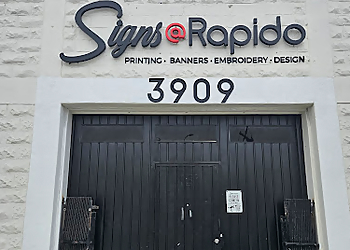 Signs@Rapido
PRINTING · BANNERS · EMBROIDERY · DESIGN
3909